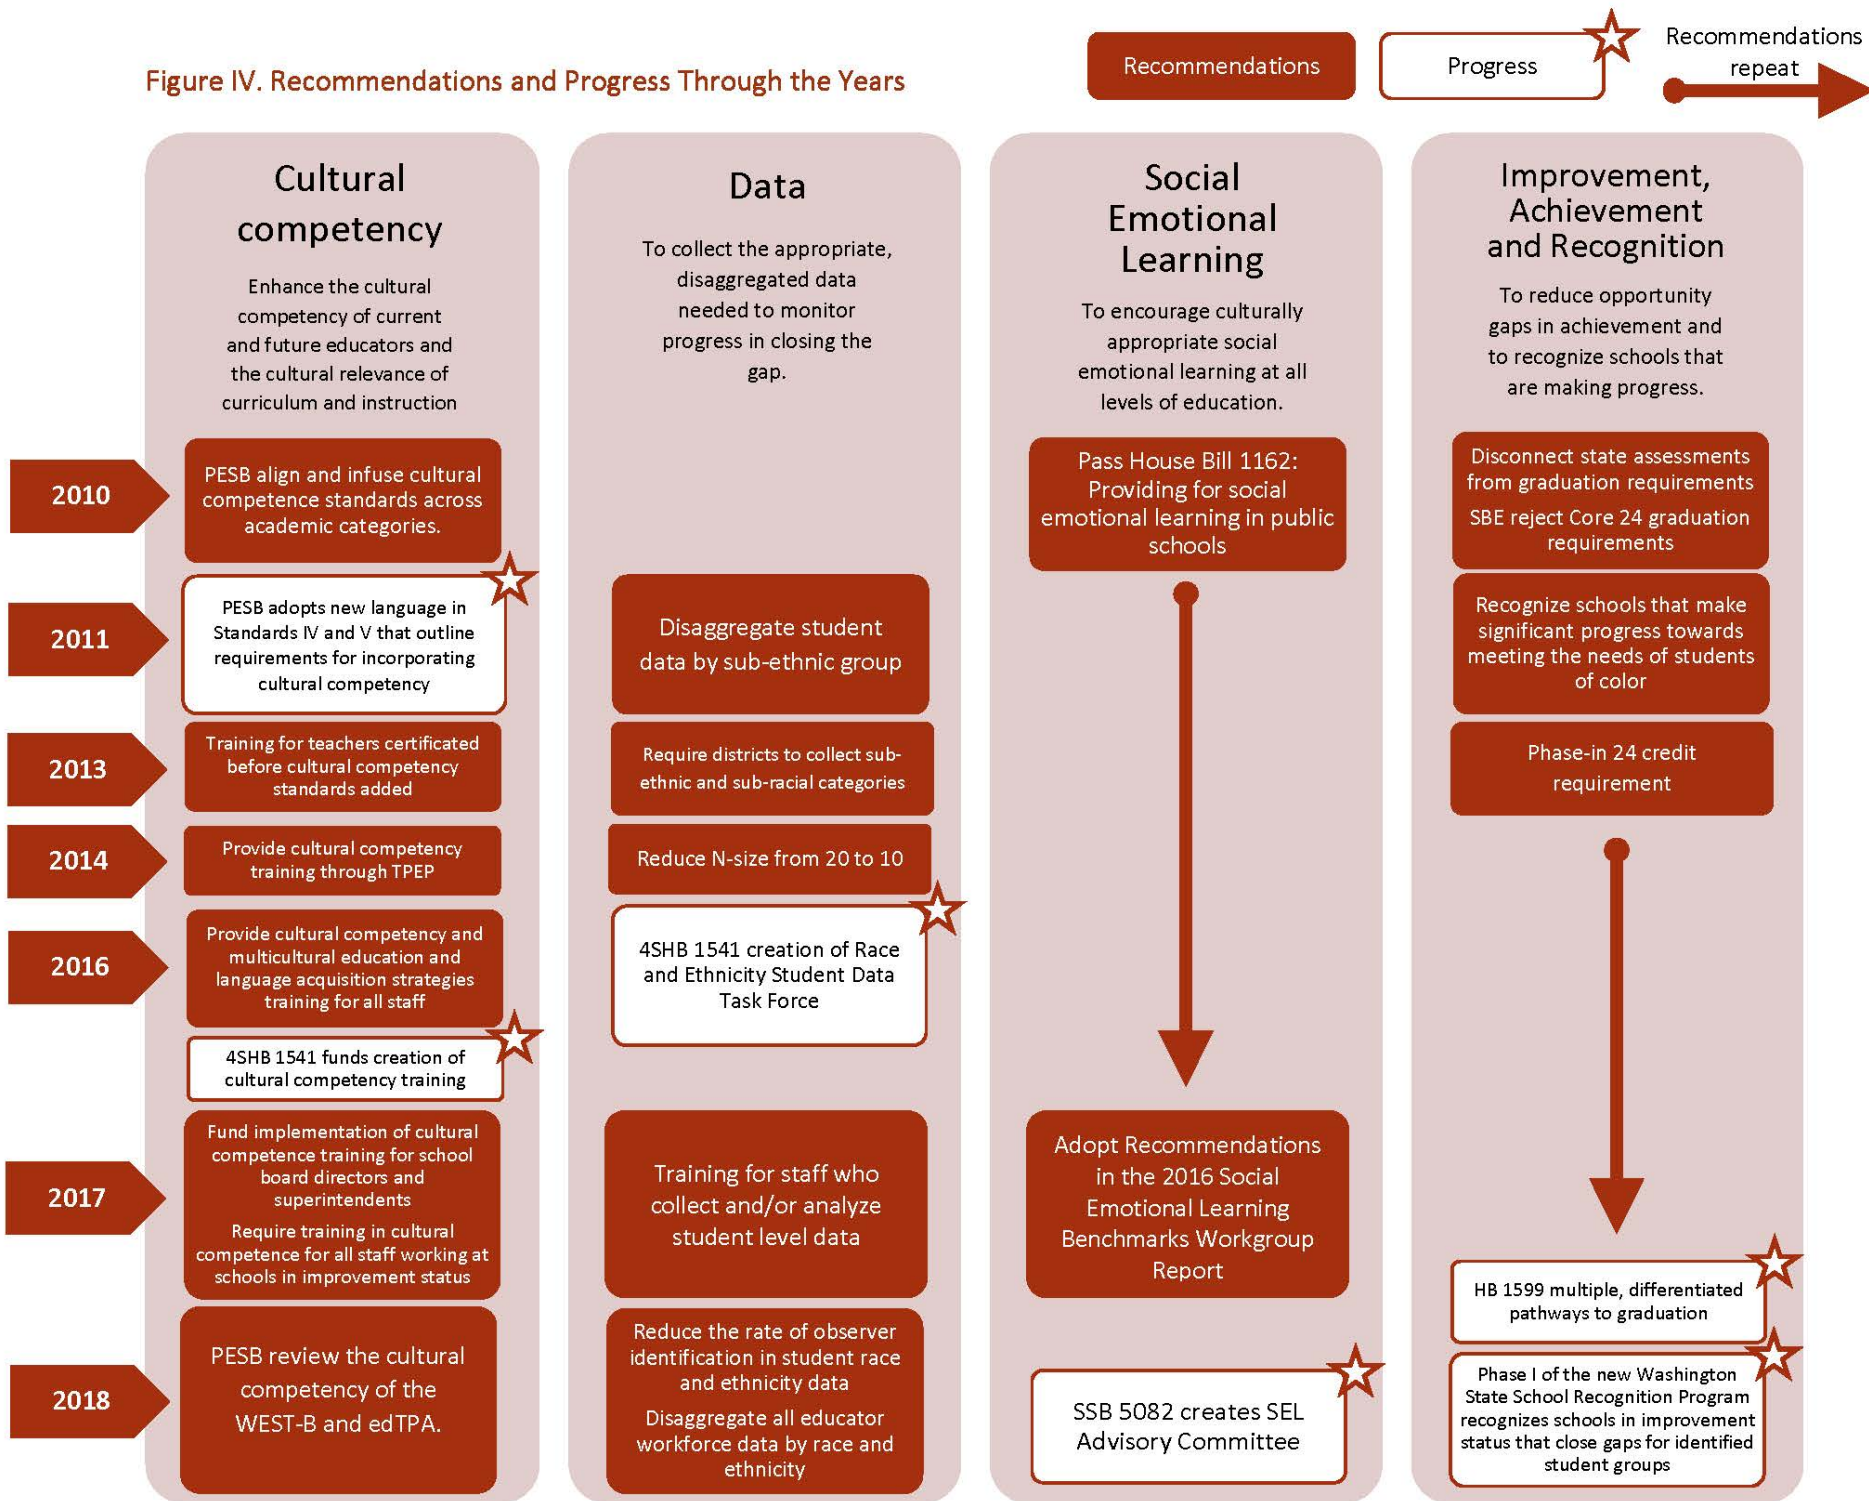 Figure IV. Recommendations and Progress Through the Years
Recommendations
Progress
Recommendations
repeat
Cultural
competency
Enhance the cultural
competency of current
and future educators and
the cultural relevance of
curriculum and instruction
Data
To collect the appropriate,
disaggregated data
needed to monitor
progress in closing the
gap.
Social
Emotional
Learning
To encourage culturally
appropriate social
emotional learning at all
levels of education.
Improvement,
Achievement
and Recognition
To reduce opportunity
gaps in achievement and
to recognize schools that
are making progress.
2010
PESB align and infuse cultural
competence standards across
academic categories.
Pass House Bill 1162:
Providing for social
emotional learning in public
schools
Disconnect state assessments
from graduation requirements
SBE reject Core 24 graduation
requirements
2011
PESB adopts new language in
Standards IV and V that outline
requirements for incorporating
cultural competency
Disaggregate student
data by sub-ethnic group
Recognize schools that make
significant progress towards
meeting the needs of students
of color
2013
Training for teachers certificated
before cultural competency
standards added
Require districts to collect sub-
ethnic and sub-racial categories
Phase-in 24 credit
requirement
2014
Provide cultural competency
training through TPEP
Reduce N-size from 20 to 10
2016
Provide cultural competency and
multicultural education and
language acquisition strategies
training for all staff
4SHB 1541 funds creation of
cultural competency training
4SHB 1541 creation of Race
and Ethnicity Student Data
Task Force
2017
Fund implementation of cultural
competence training for school
board directors and
superintendents
Require training in cultural
competence for all staff working at
schools in improvement status
Training for staff who
collect and/or analyze
student level data
Adopt Recommendations
in the 2016 Social
Emotional Learning
Benchmarks Workgroup
Report
2018
PESB review the cultural
competency of the
WEST-B and edTPA.
Reduce the rate of observer
identification in student race
and ethnicity data
Disaggregate all educator
workforce data by race and
ethnicity
SSB 5082 creates SEL
Advisory Committee
HB 1599 multiple, differentiated
pathways to graduation
Phase I of the new Washington
State School Recognition Program
recognizes schools in improvement
status that close gaps for identified
student groups